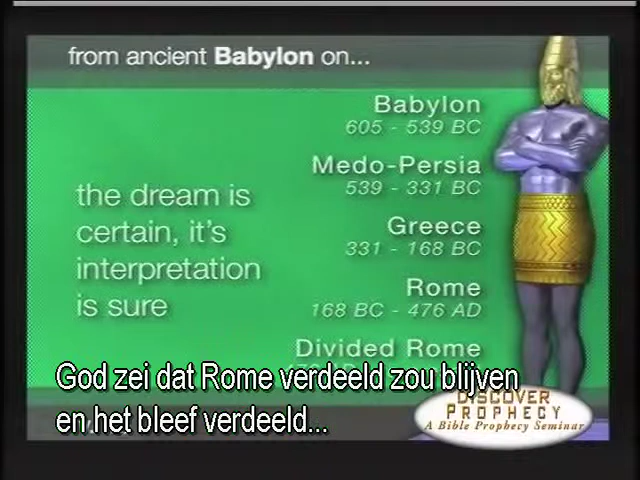 from ancient Babylon on...
Babylon
605 - 539 BC
Medo-Persia
539 - 331 BC
the dream is
certain, it's
interpretation
is sure
Greece
331 - 168 BC
Rome
168 BC - 476 AD
Divided Rome
God zei dat Rome verdeeld zou blijven
en het bleef verdeeld...
DISCOVER
PROPHECY
A Bible Prophecy Seminar